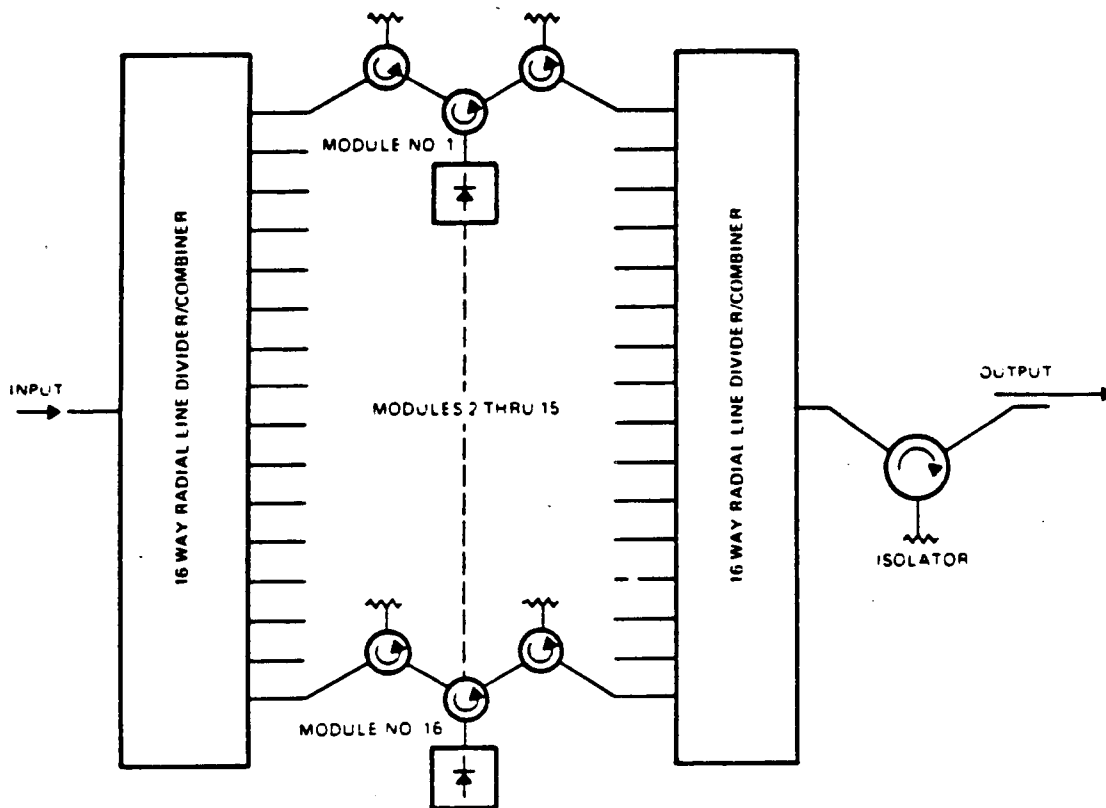 16 WAY RADIAL LINE DIVIDER/COMBINER
INPUT
MODULE NO 1
MODULES 2 THRU 15
MODULE NO 16
16 WAY RADIAL LINE DIVIDER/COMBINER
OUTPUT
ISOLATOR